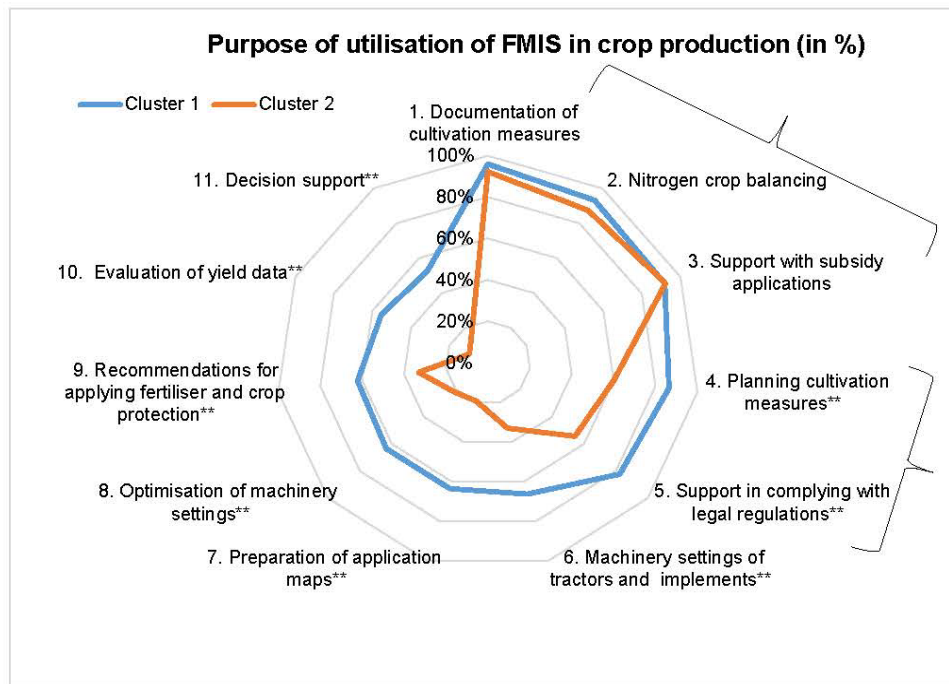 Purpose of utilisation of FMIS in crop production (in %)
Cluster 1
Cluster 2
1. Documentation of
cultivation measures
100%
80%
60%
40%
20%
0%
2. Nitrogen crop balancing
3. Support with subsidy
applications
4. Planning cultivation
measures**
5. Support in complying with
legal regulations**
6. Machinery settings of
tractors and implements**
7. Preparation of application
maps**
8. Optimisation of machinery
settings**
9. Recommendations for
applying fertiliser and crop
protection**
10. Evaluation of yield data**
11. Decision support**